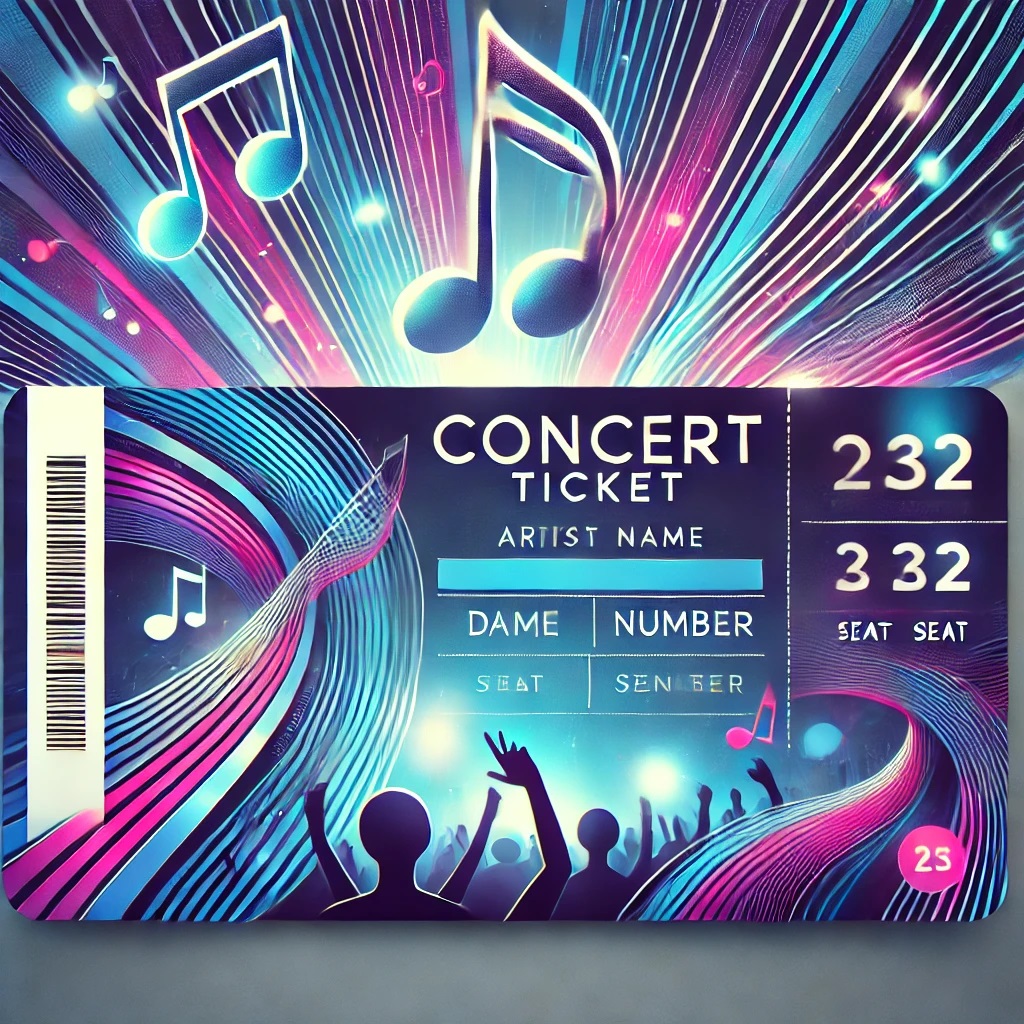 CONCERT
TICKET
ARTIST NAME
DAME NUMBER
SEAT
232
3 32
SEAT SEAT
25